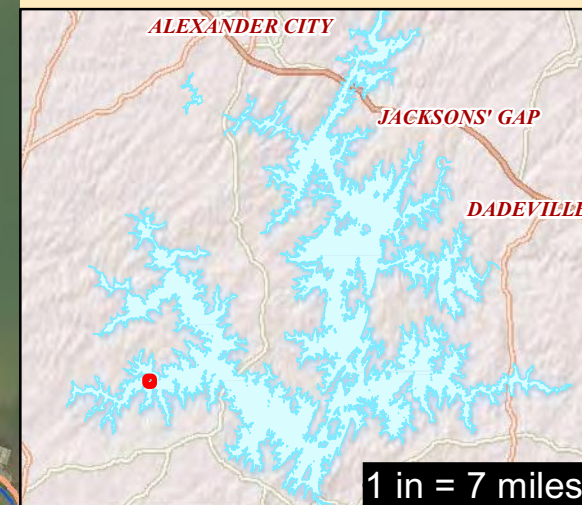 ALEXANDER CITY
JACKSONS' GAP
DADEVILLE
1 in = 7 miles